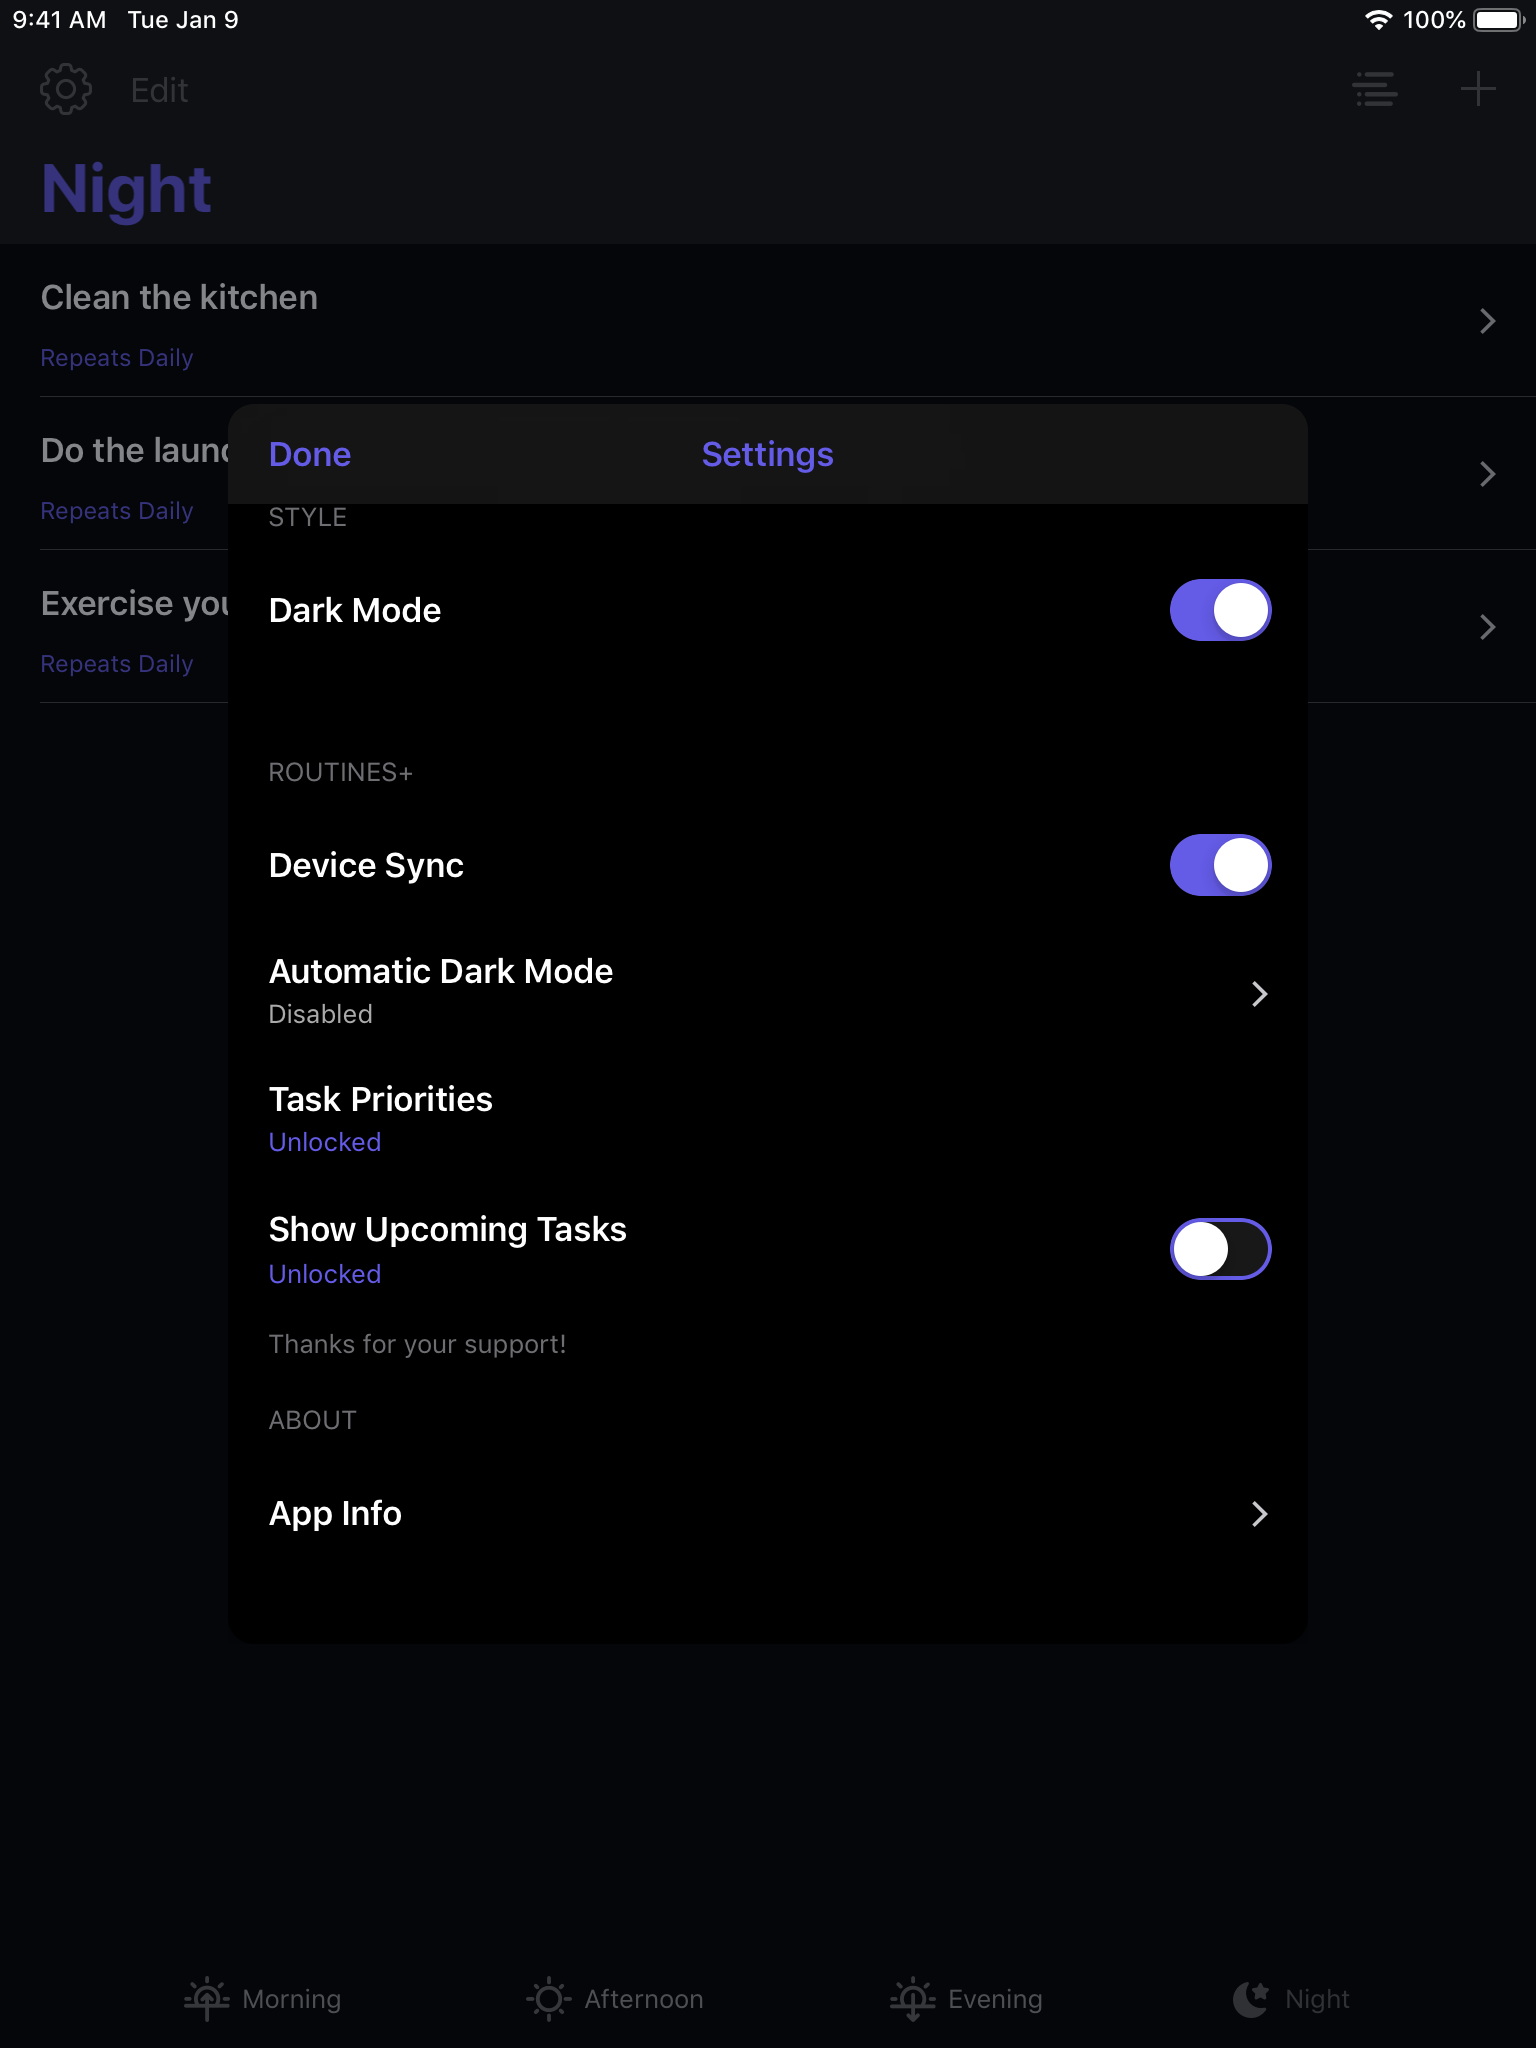 9:41 AM Tue Jan 9 100%
Edit
Night
Clean the kitchen
Repeats Daily
Do the laun
Repeats Daily
Exercise you
Repeats Daily
Done Settings
STYLE
Dark Mode
ROUTINES+
Device Sync
Automatic Dark Mode
Disabled
Task Priorities
Unlocked
Show Upcoming Tasks
Unlocked
Thanks for your support!
ABOUT
App Info
Morning Afternoon Evening Night